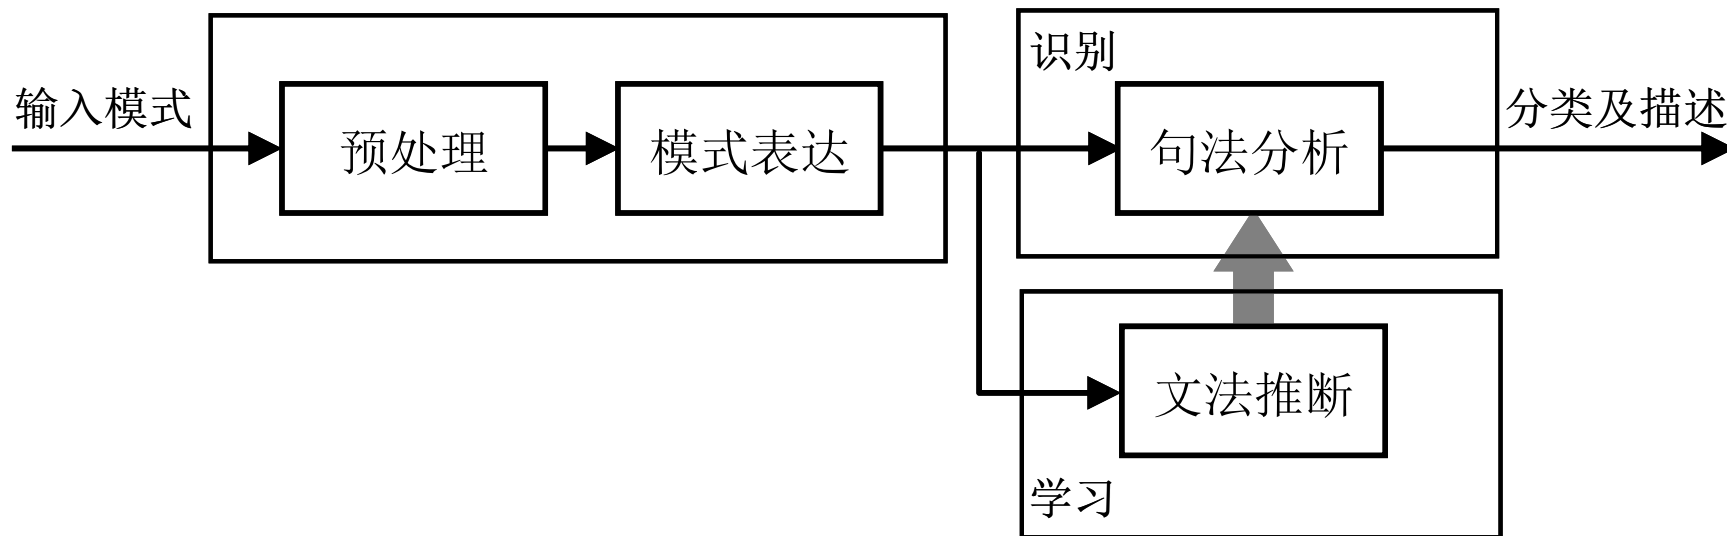 输入模式
预处理
模式表达
识别
句法分析
分类及描述
文法推断
学习